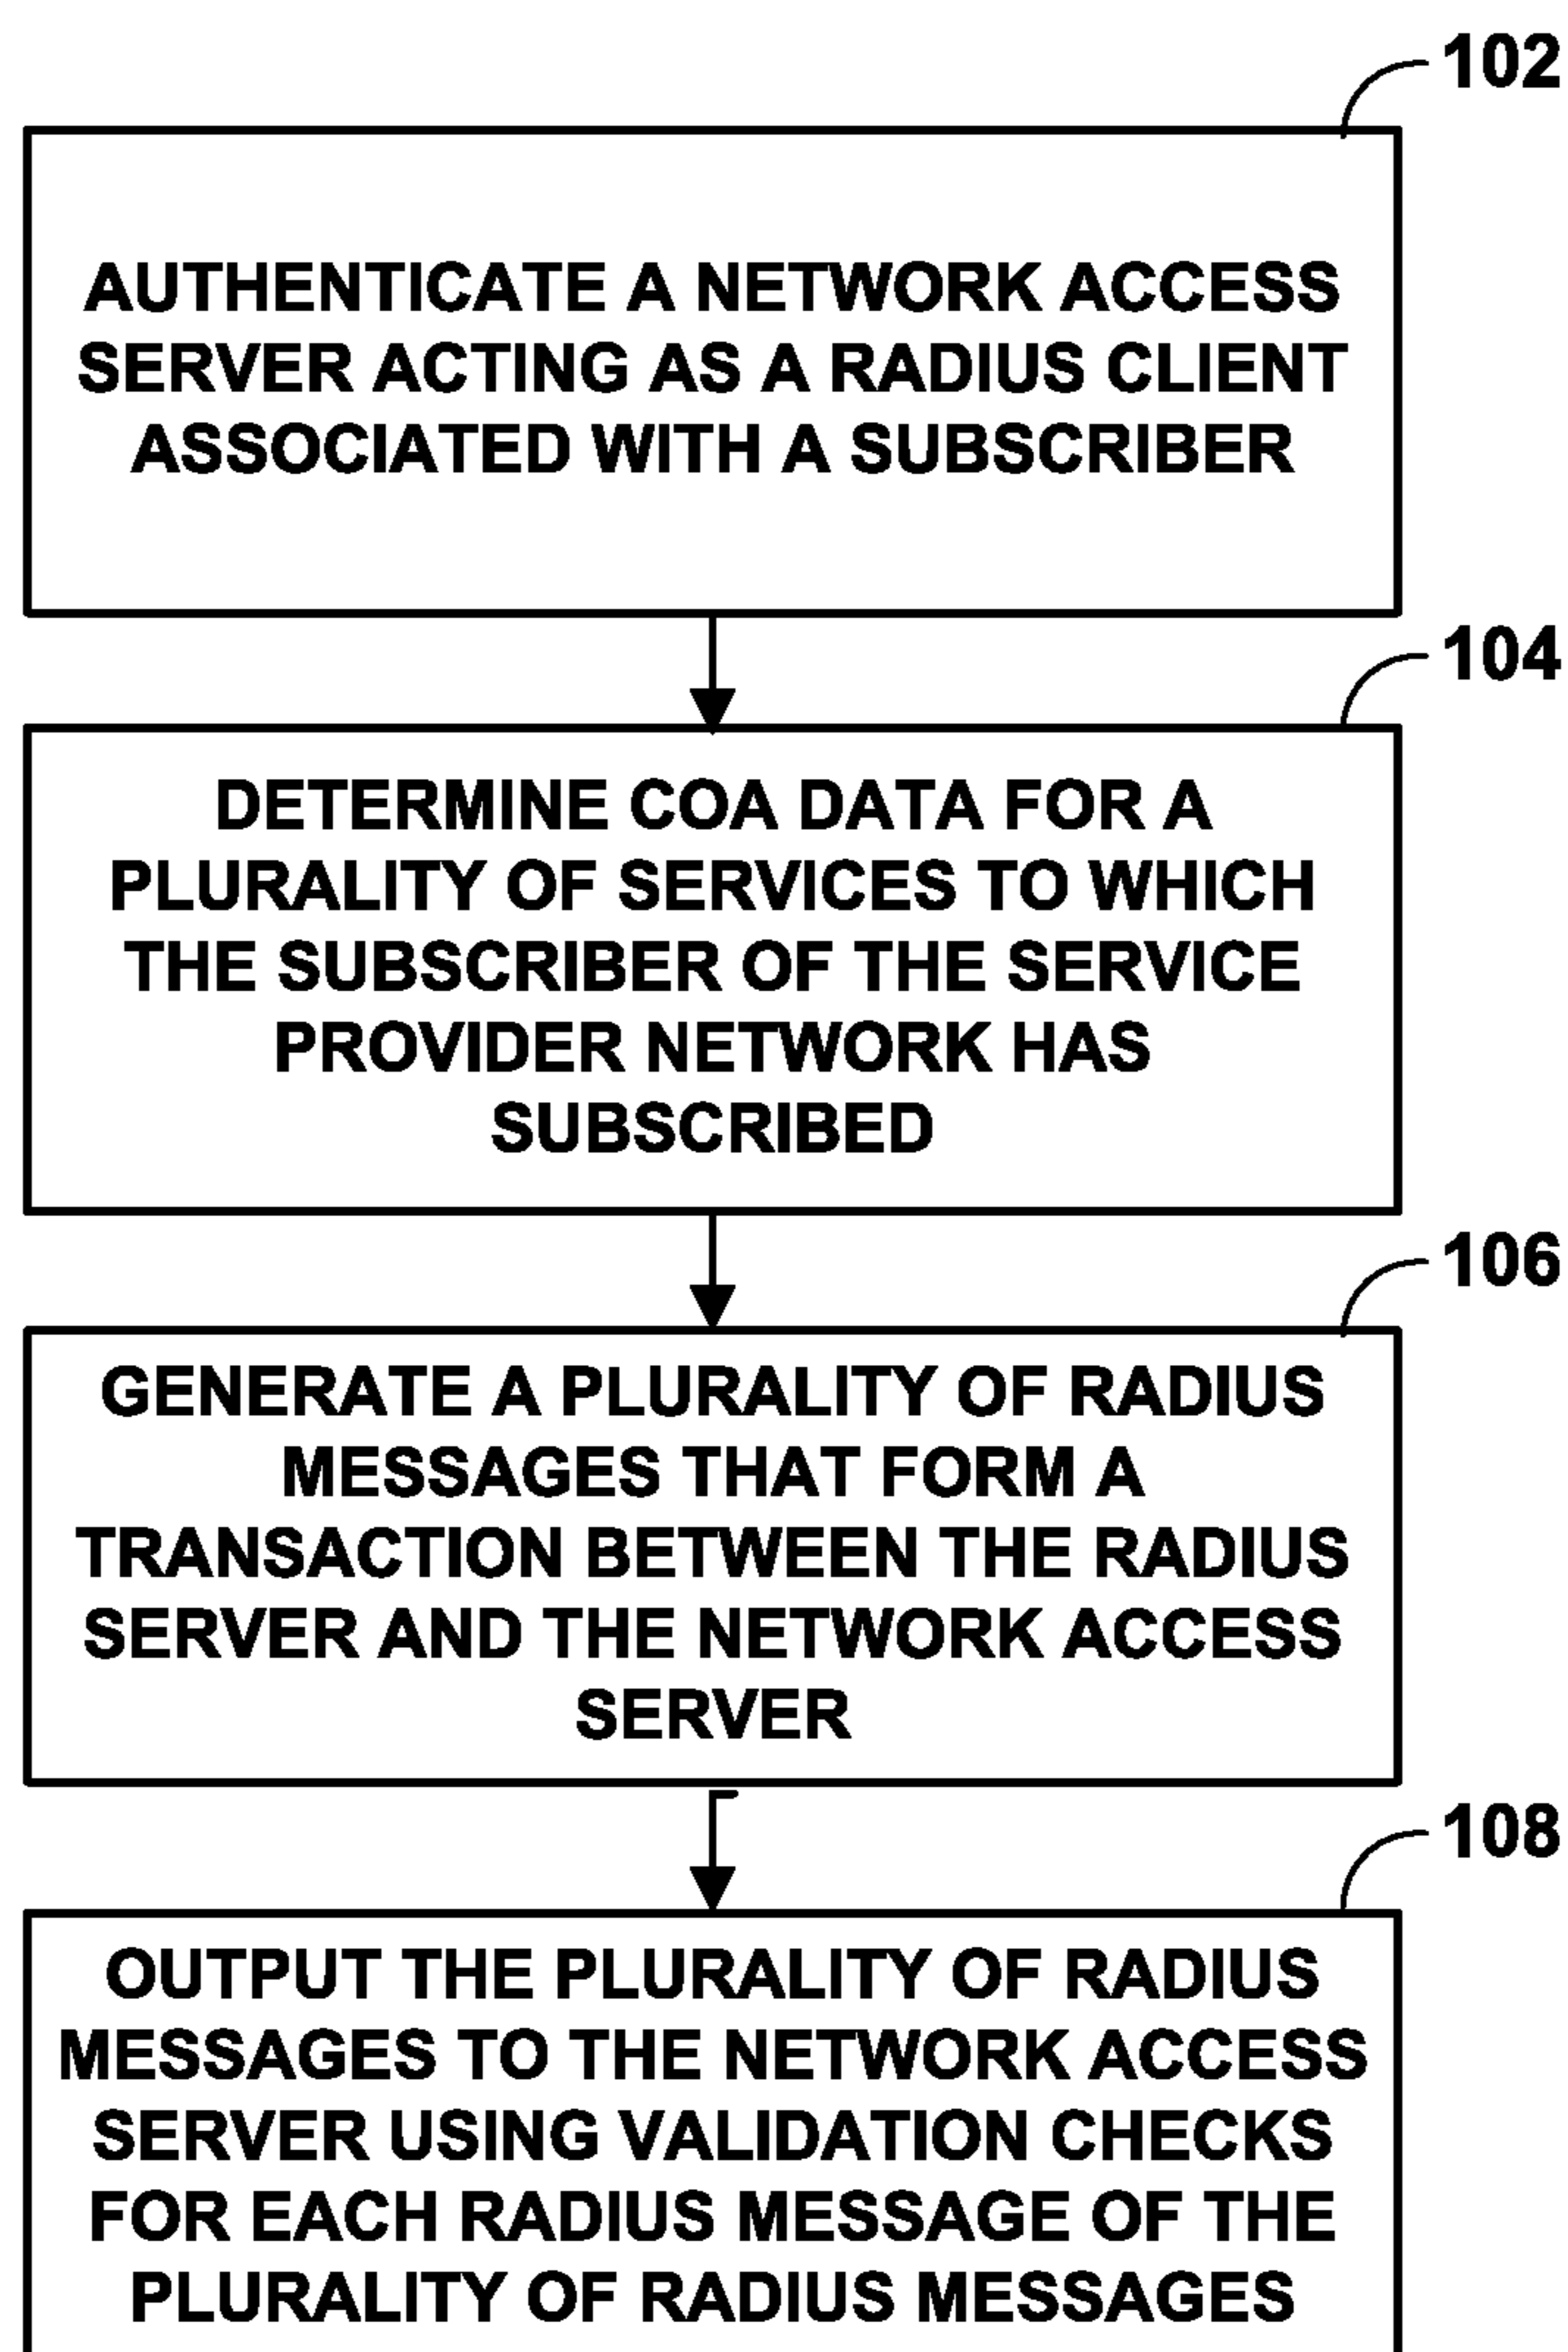 102
AUTHENTICATE A NETWORK ACCESS
SERVER ACTING AS A RADIUS CLIENT
ASSOCIATED WITH A SUBSCRIBER
104
DETERMINE COA DATA FOR A
PLURALITY OF SERVICES TO WHICH
THE SUBSCRIBER OF THE SERVICE
PROVIDER NETWORK HAS
SUBSCRIBED
106
GENERATE A PLURALITY OF RADIUS
MESSAGES THAT FORM A
TRANSACTION BETWEEN THE RADIUS
SERVER AND THE NETWORK ACCESS
SERVER
108
OUTPUT THE PLURALITY OF RADIUS
MESSAGES TO THE NETWORK ACCESS
SERVER USING VALIDATION CHECKS
FOR EACH RADIUS MESSAGE OF THE
PLURALITY OF RADIUS MESSAGES